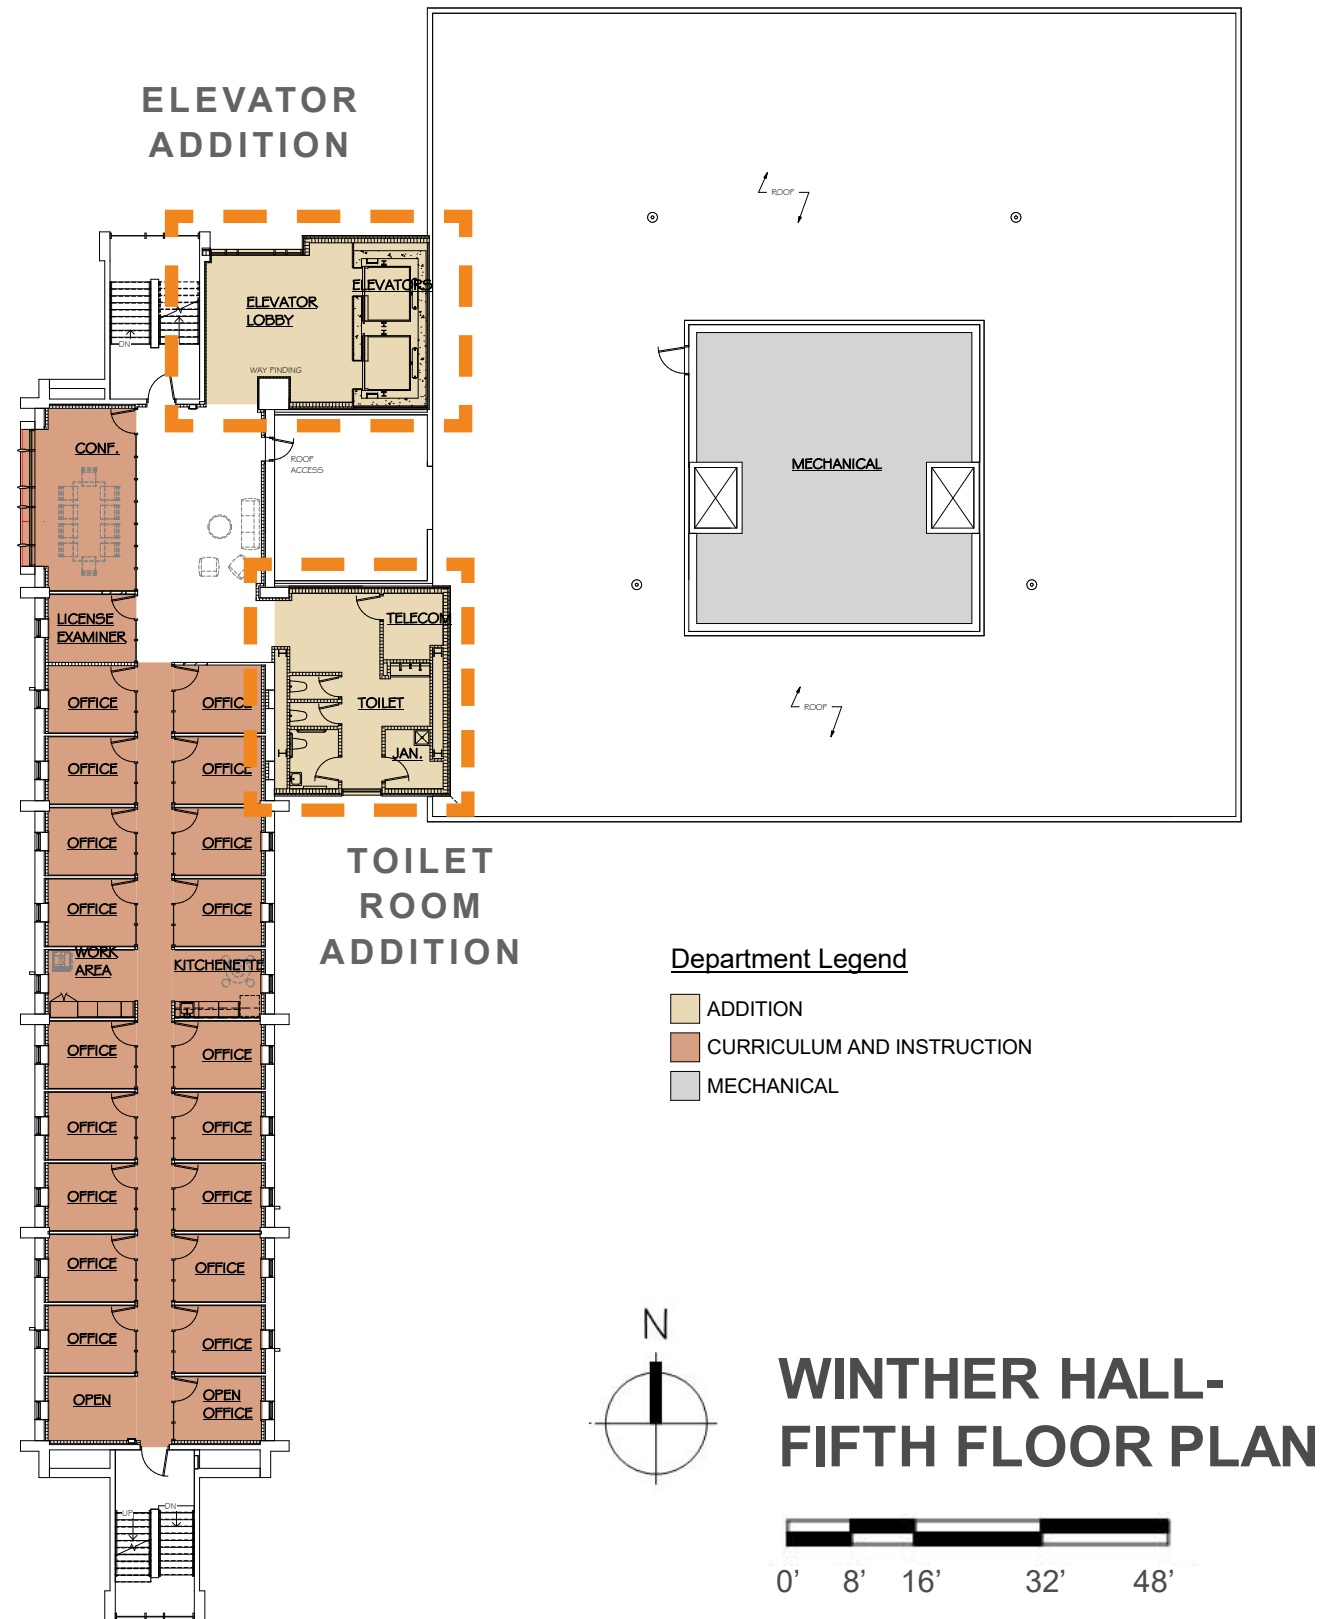 ELEVATOR
ADDITION
ROOF
ELEVATORS
ELEVATOR
LOBBY
DN
WAY FINDING
CONF.
ROOF
ACCESS
MECHANICAL
LICENSE
EXAMINER
TELECOM
OFFICE
OFFICE
TOILET
ROOF
JAN.
OFFICE
OFFICE
OFFICE
OFFICE
TOILET
ROOM
ADDITION
OFFICE
OFFICE
WORK
AREA
KITCHENETTE
Department Legend
ADDITION
CURRICULUM AND INSTRUCTION
MECHANICAL
OFFICE
OFFICE
OFFICE
OFFICE
OFFICE
OFFICE
OFFICE
OFFICE
OFFICE
OFFICE
OPEN
OPEN
OFFICE
N
WINTHER HALL-
FIFTH FLOOR PLAN
UP
DN
0' 8' 16' 32' 48'